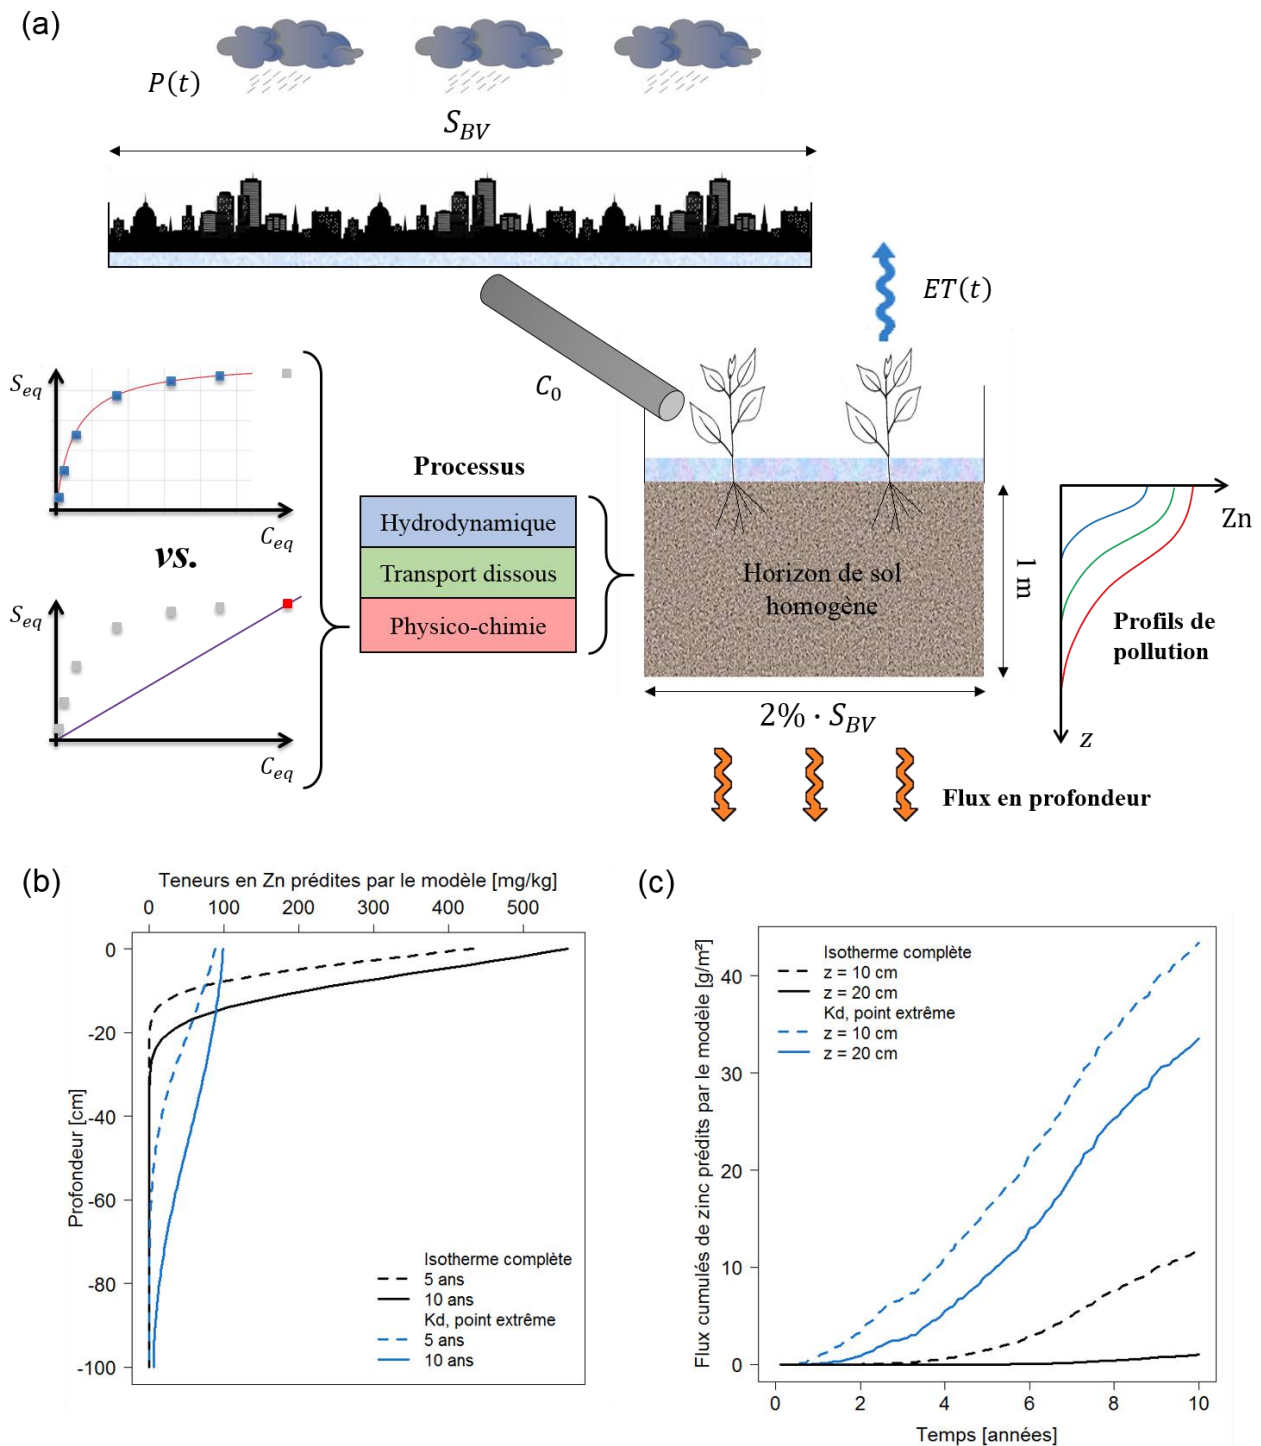 (a)
P(t)
S_BV
ET(t)
C_0
S_eq
C_eq
vs.
S_eq
C_eq
Processus
Hydrodynamique
Transport dissous
Physico-chimie
Horizon de sol
homogène
1 m
2% · S_BV
Zn
Profils de
pollution
z
Flux en profondeur
(b)
Teneurs en Zn prédites par le modèle [mg/kg]
0 100 200 300 400 500
Profondeur [cm]
0
-20
-40
-60
-80
-100
Isotherme complète
5 ans
10 ans
Kd, point extrême
5 ans
10 ans
(c)
Flux cumulés de zinc prédits par le modèle [g/m²]
40
30
20
10
0
Isotherme complète
z = 10 cm
z = 20 cm
Kd, point extrême
z = 10 cm
z = 20 cm
0 2 4 6 8 10
Temps [années]